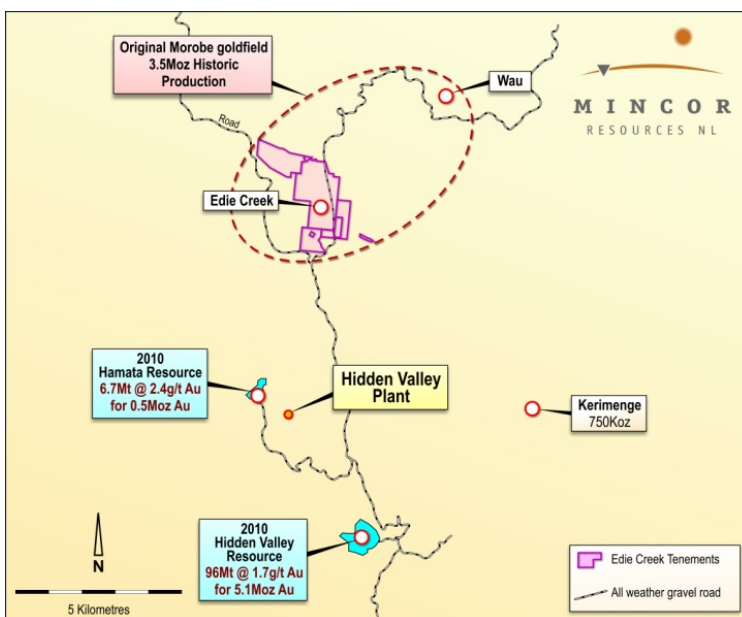 Original Morobe goldfield
3.5Moz Historic
Production
Wau
MINCOR
RESOURCES NL
Road
Edie Creek
2010
Hamata Resource
6.7Mt @ 2.4g/t Au
for 0.5Moz Au
Hidden Valley
Plant
Kerimenge
750Koz
2010
Hidden Valley
Resource
96Mt @ 1.7g/t Au
for 5.1Moz Au
N
5 Kilometres
Edie Creek Tenements
All weather gravel road